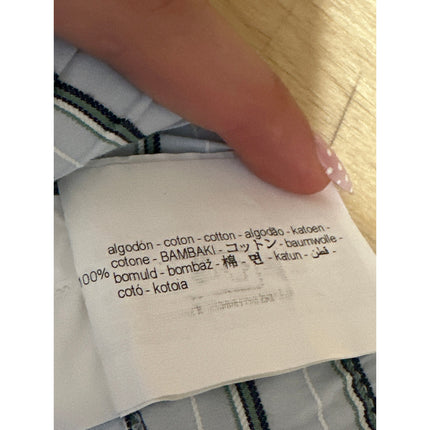 algodón - coton - cotton - algodão - katoen -
cotone - BAMBAKI - コットン - baumwolle -
100% bomuld - bombaž - 棉 - 면 - katun - قطن -
cotó - kotoia